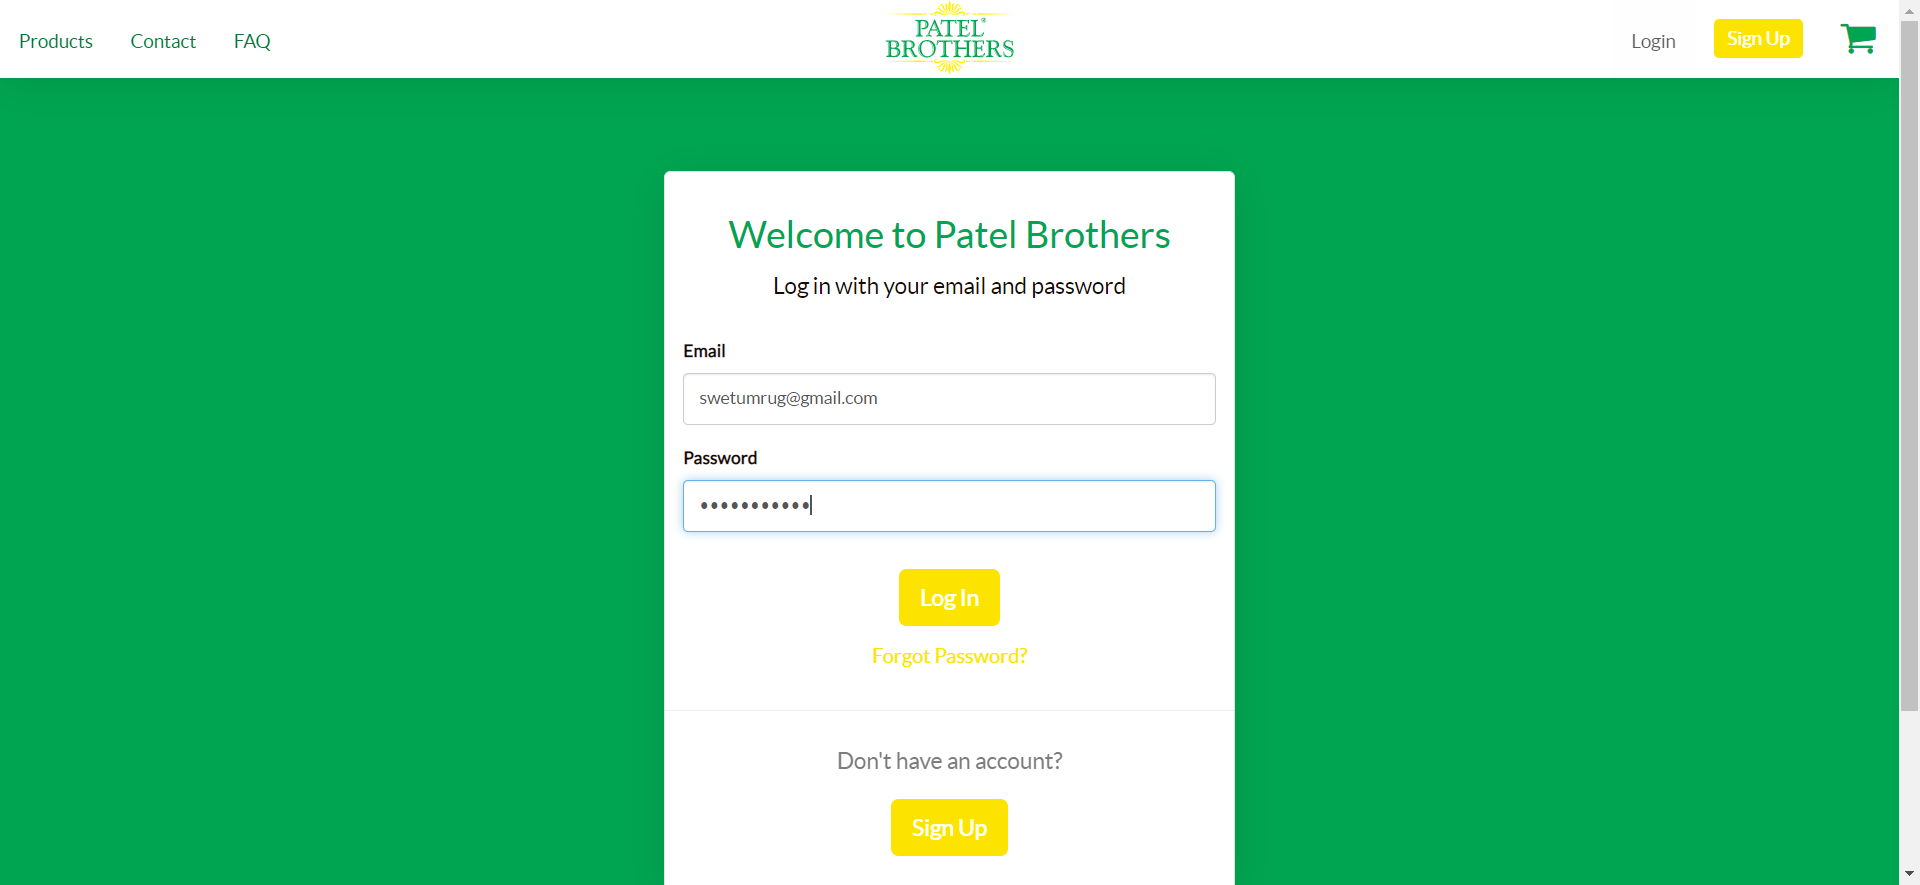 Products
Contact
FAQ
PATEL®
BROTHERS
Login
Sign Up
Welcome to Patel Brothers
Log in with your email and password
Email
swetumrug@gmail.com
Password
•••••••••••
Log In
Forgot Password?
Don't have an account?
Sign Up